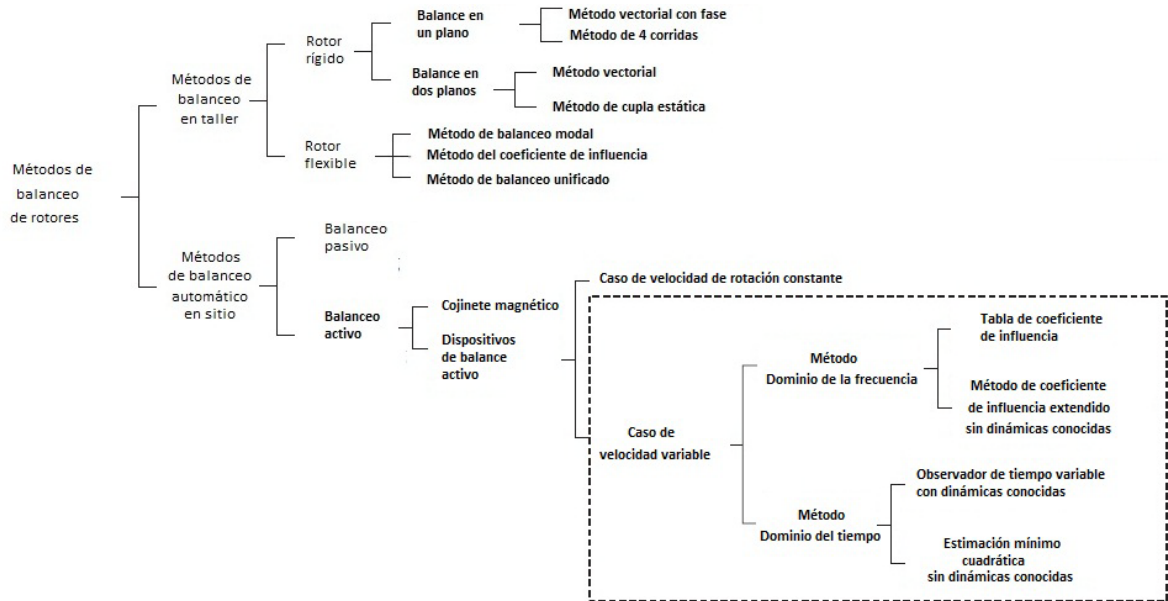 Métodos de
balanceo
de rotores
Métodos de
balanceo
en taller
Rotor
rígido
Balance en
un plano
Método vectorial con fase
Método de 4 corridas
Balance en
dos planos
Método vectorial
Método de cupla estática
Rotor
flexible
Método de balanceo modal
Método del coeficiente de influencia
Método de balanceo unificado
Métodos
de balanceo
automático
en sitio
Balanceo
pasivo
Balanceo
activo
Cojinete magnético
Dispositivos
de balance
activo
Caso de velocidad de rotación constante
Caso de
velocidad variable
Método
Dominio de la frecuencia
Tabla de coeficiente
de influencia
Método de coeficiente
de influencia extendido
sin dinámicas conocidas
Método
Dominio del tiempo
Observador de tiempo variable
con dinámicas conocidas
Estimación mínimo
cuadrática
sin dinámicas conocidas